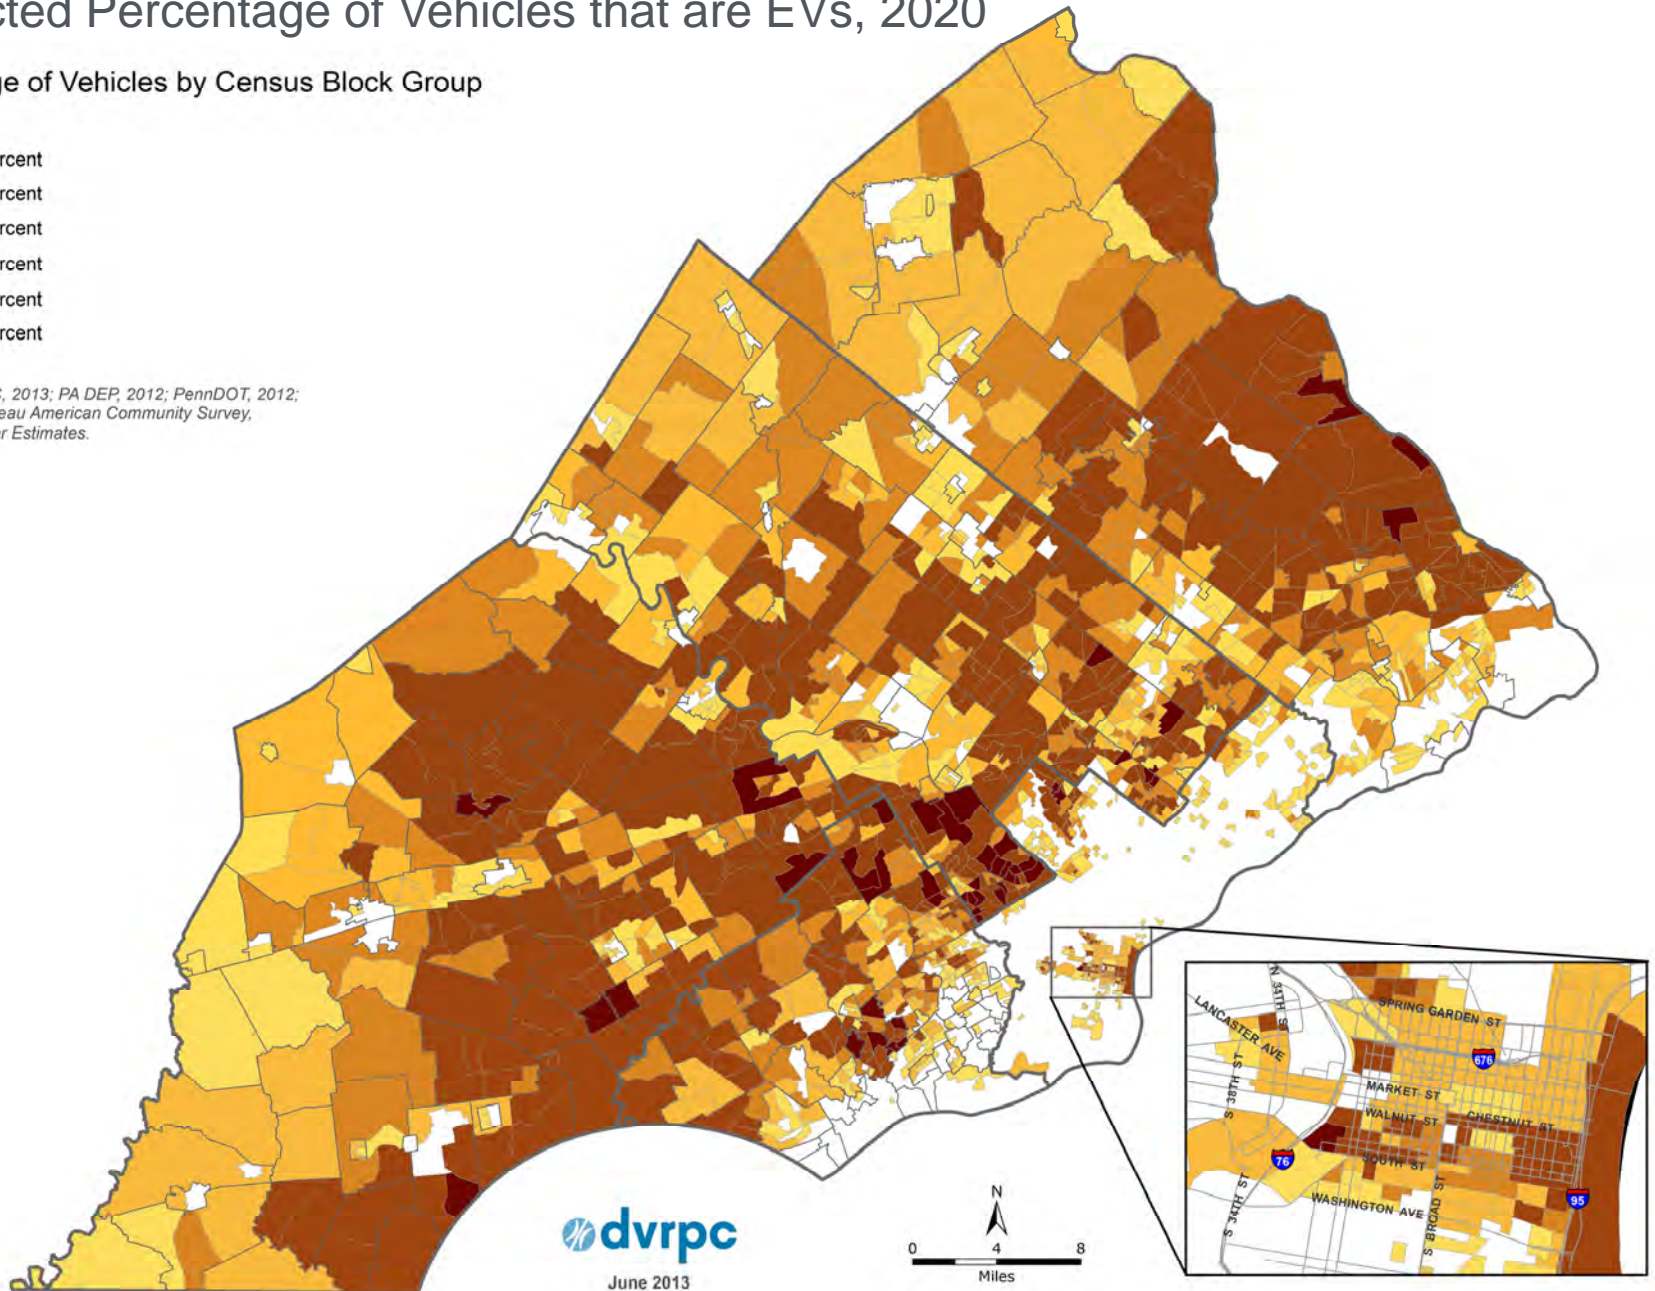 cted Percentage of Vehicles that are EVs, 2020
ge of Vehicles by Census Block Group
rcent
rcent
rcent
rcent
rcent
rcent
, 2013; PA DEP, 2012; PennDOT, 2012;
eau American Community Survey,
r Estimates.
N 34TH ST
SPRING GARDEN ST
LANCASTER AVE
676
S 38TH ST
MARKET ST
WALNUT ST
CHESTNUT ST
76
SOUTH ST
S 34TH ST
WASHINGTON AVE
S BROAD ST
95
dvrpc
June 2013
N
0 4 8
Miles